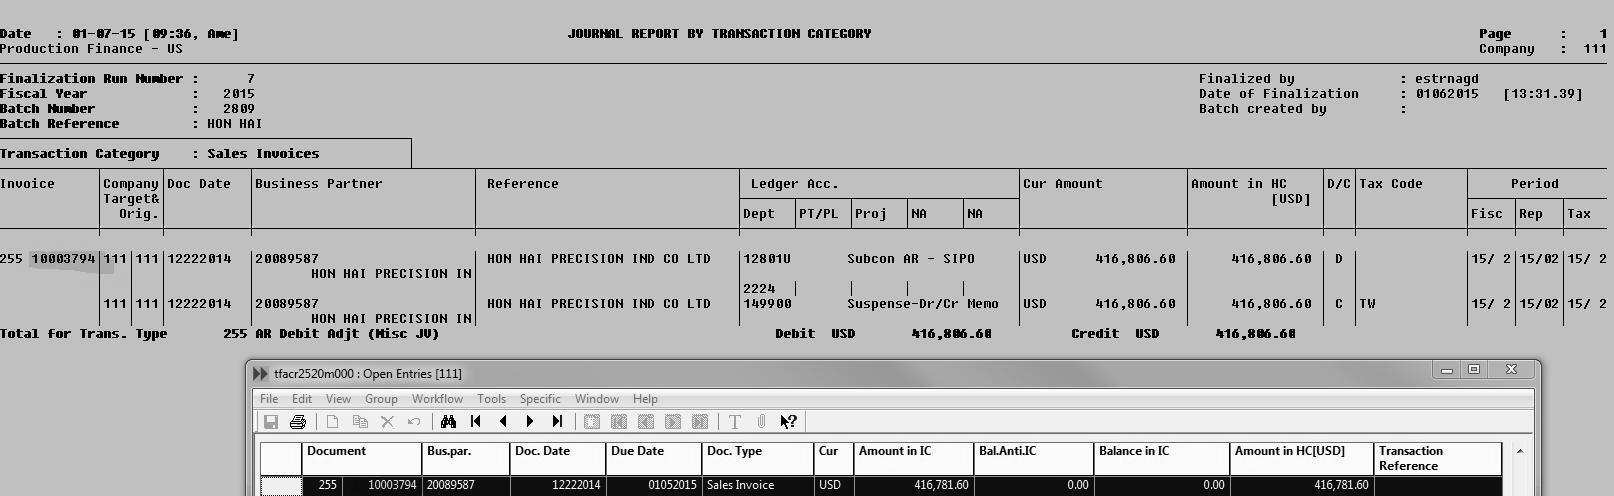 Date : 01-07-15 [09:36, Ame] JOURNAL REPORT BY TRANSACTION CATEGORY Page : 1
Production Finance - US Company : 111
Finalization Run Number : 7 Finalized by : estrnagd
Fiscal Year : 2015 Date of Finalization : 01062015 [13:31.39]
Batch Number : 2809 Batch created by :
Batch Reference : HON HAI
Transaction Category : Sales Invoices
Invoice Company Doc Date Business Partner Reference Ledger Acc. Cur Amount Amount in HC D/C Tax Code Period
Target& [USD]
Orig. Dept PT/PL Proj NA NA Fisc Rep Tax
255 10003794 111 111 12222014 20089587 HON HAI PRECISION IND CO LTD 12801U Subcon AR - SIPO USD 416,806.60 416,806.60 D 15/ 2 15/02 15/ 2
HON HAI PRECISION IN
2224
111 111 12222014 20089587 HON HAI PRECISION IND CO LTD 149900 Suspense-Dr/Cr Memo USD 416,806.60 416,806.60 C TW 15/ 2 15/02 15/ 2
HON HAI PRECISION IN
Total for Trans. Type 255 AR Debit Adjt (Misc JV) Debit USD 416,806.60 Credit USD 416,806.60
tfacr2520m000 : Open Entries [111]
File Edit View Group Workflow Tools Specific Window Help
Document Bus.par. Doc. Date Due Date Doc. Type Cur Amount in IC Bal.Anti.IC Balance in IC Amount in HC[USD] Transaction
Reference
255 10003794 20089587 12222014 01052015 Sales Invoice USD 416,781.60 0.00 0.00 416,781.60